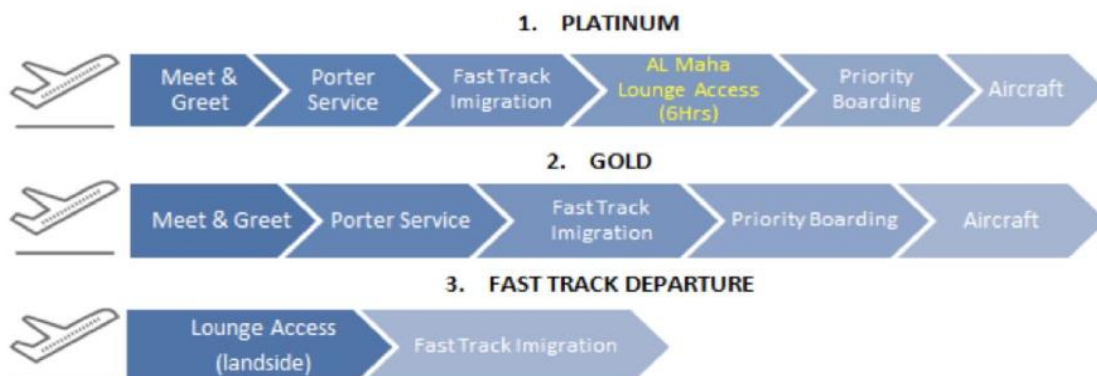 1. PLATINUM
Meet &
Greet
Porter
Service
Fast Track
Imigration
AL Maha
Lounge Access
(6Hrs)
Priority
Boarding
Aircraft
2. GOLD
Meet & Greet
Porter Service
Fast Track
Imigration
Priority Boarding
Aircraft
3. FAST TRACK DEPARTURE
Lounge Access
(landside)
Fast Track Imigration